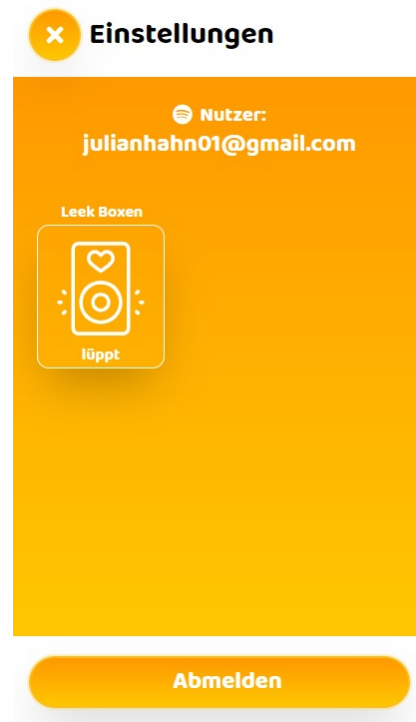 Einstellungen
Nutzer:
julianhahn01@gmail.com
Leek Boxen
lüppt
Abmelden